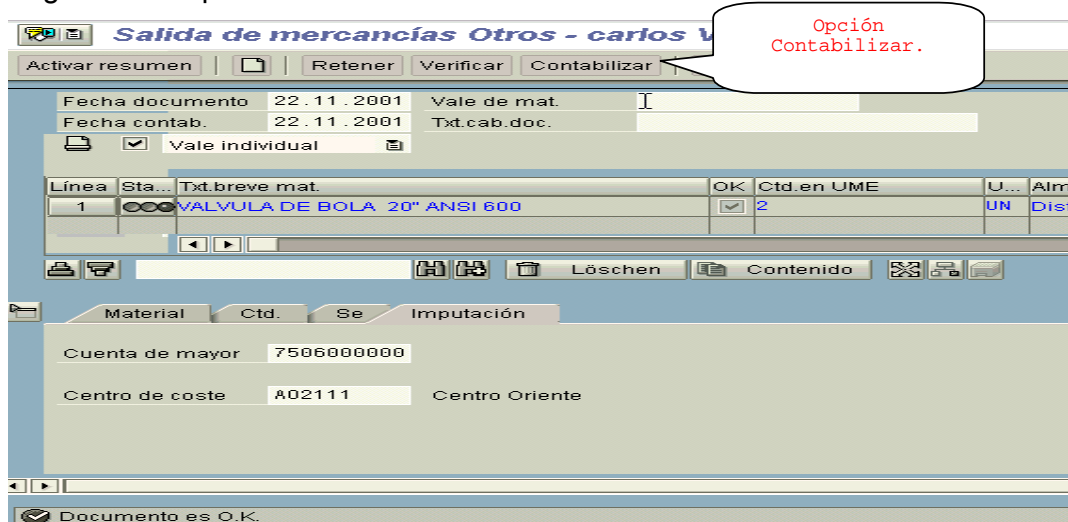 Opción
Contabilizar.
Salida de mercancías Otros - carlos
Activar resumen Retener Verificar Contabilizar
Fecha documento 22.11.2001 Vale de mat.
Fecha contab. 22.11.2001 Txt.cab.doc.
Vale individual
Línea Sta... Txt.breve mat. OK Ctd.en UME U... Alm
1 VALVULA DE BOLA 20" ANSI 600 2 UN Dist
Löschen Contenido
Material Ctd. Se Imputación
Cuenta de mayor 7506000000
Centro de coste A02111 Centro Oriente
Documento es O.K.